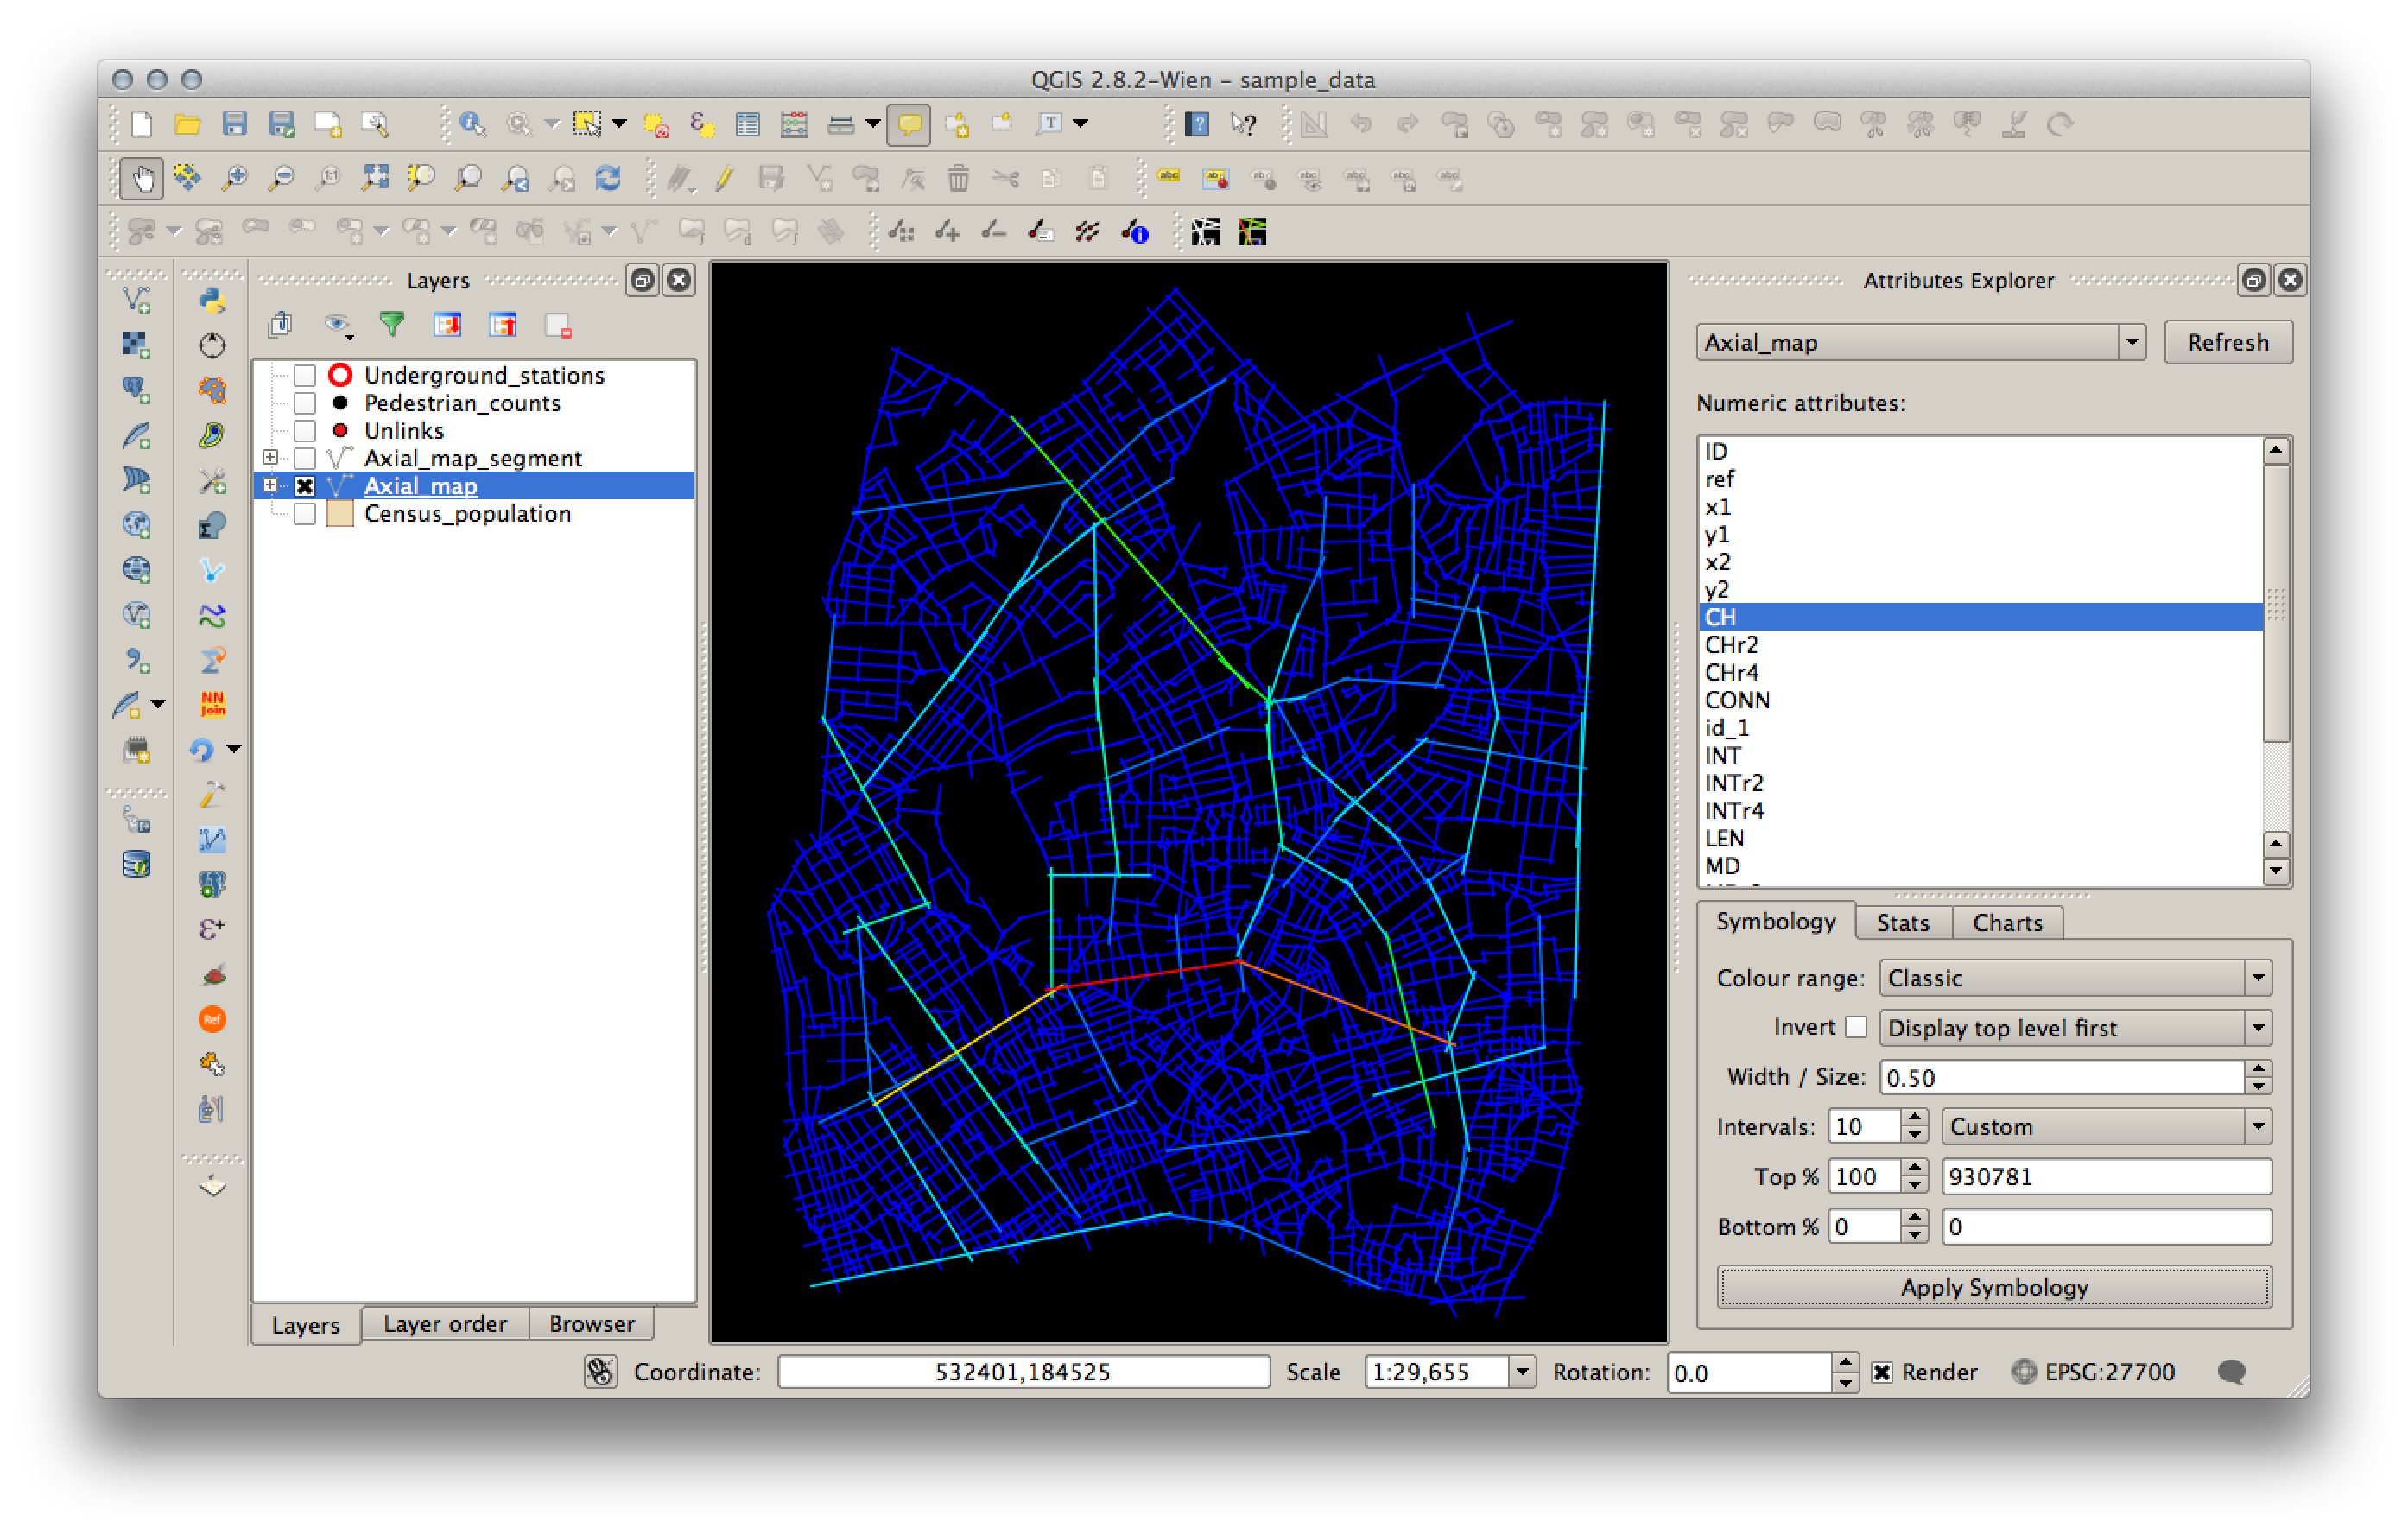 QGIS 2.8.2-Wien - sample_data
Layers
Attributes Explorer
Axial_map
Refresh
Numeric attributes:
Underground_stations
Pedestrian_counts
Unlinks
Axial_map_segment
Axial_map
Census_population
ID
ref
x1
y1
x2
y2
CH
CHr2
CHr4
CONN
id_1
INT
INTr2
INTr4
LEN
MD
NN
Join
Ref
Symbology
Stats
Charts
Colour range:
Classic
Invert
Display top level first
Width / Size:
0.50
Intervals:
10
Custom
Top %
100
930781
Bottom %
0
0
Apply Symbology
Layers
Layer order
Browser
Coordinate:
532401,184525
Scale
1:29,655
Rotation:
0.0
Render
EPSG:27700